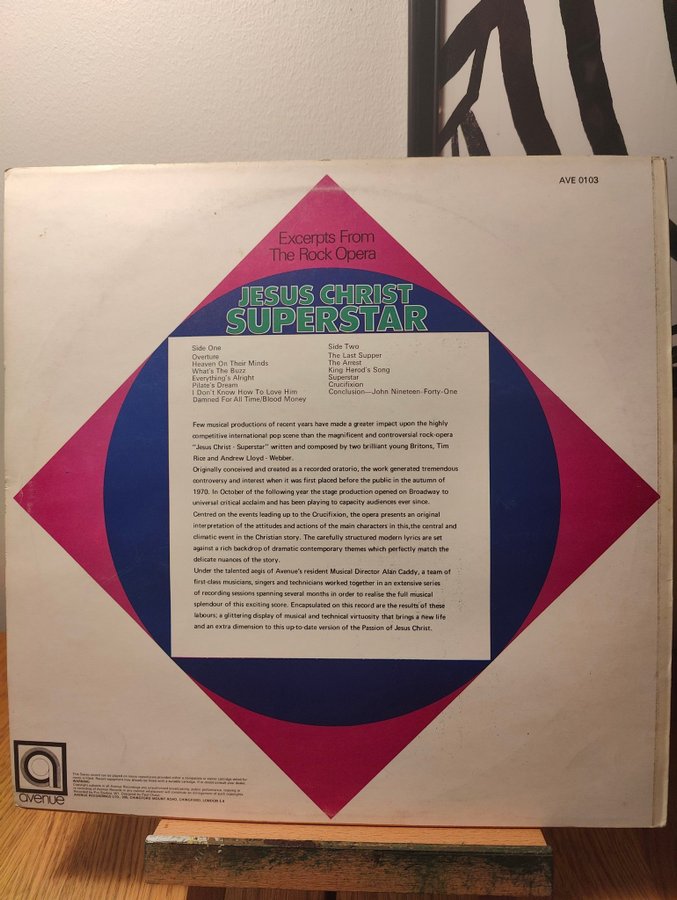 AVE 0103
Excerpts From
The Rock Opera
JESUS CHRIST
SUPERSTAR
Side One
Overture
Heaven On Their Minds
What's The Buzz
Everything's Alright
Pilate's Dream
I Don't Know How To Love Him
Damned For All Time/Blood Money
Side Two
The Last Supper
The Arrest
King Herod's Song
Superstar
Crucifixion
Conclusion—John Nineteen-Forty-One
Few musical productions of recent years have made a greater impact upon the highly
competitive international pop scene than the magnificent and controversial rock-opera
"Jesus Christ - Superstar" written and composed by two brilliant young Britons, Tim
Rice and Andrew Lloyd - Webber.
Originally conceived and created as a recorded oratorio, the work generated tremendous
controversy and interest when it was first placed before the public in the autumn of
1970. In October of the following year the stage production opened on Broadway to
universal critical acclaim and has been playing to capacity audiences ever since.
Centred on the events leading up to the Crucifixion, the opera presents an original
interpretation of the attitudes and actions of the main characters in this,the central and
climatic event in the Christian story. The carefully structured modern lyrics are set
against a rich backdrop of dramatic contemporary themes which perfectly match the
delicate nuances of the story.
Under the talented aegis of Avenue's resident Musical Director Alan Caddy, a team of
first-class musicians, singers and technicians worked together in an extensive series
of recording sessions spanning several months in order to realise the full musical
splendour of this exciting score. Encapsulated on this record are the results of these
labours; a glittering display of musical and technical virtuosity that brings a new life
and an extra dimension to this up-to-date version of the Passion of Jesus Christ.
a
avenue
WARNING